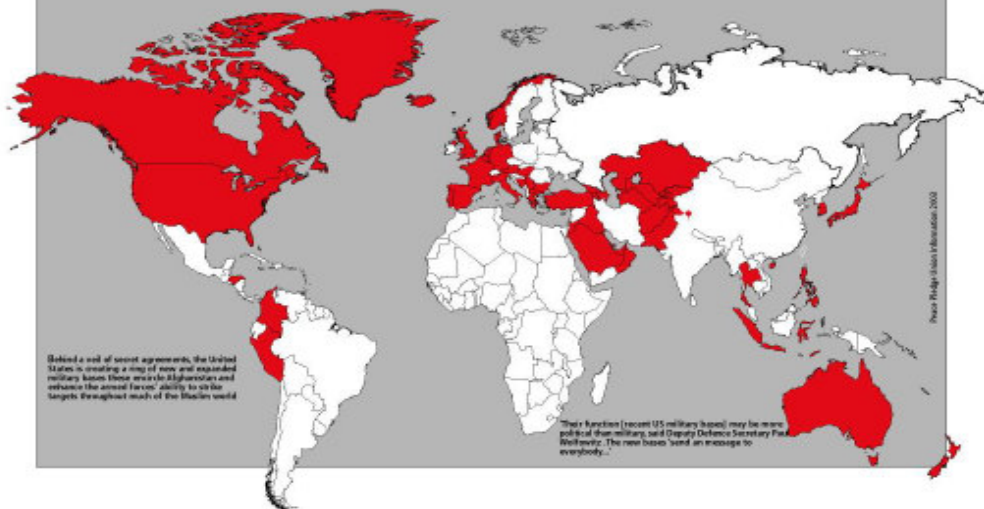 Behind a veil of secret agreements, the United
States is creating a ring of new and expanded
military bases these encircle Afghanistan and
enhance the armed forces' ability to strike
targets throughout much of the Muslim world
'Their function [recent US military bases] may be more
political than military, said Deputy Defence Secretary Paul
Wolfowitz. The new bases 'send an message to
everybody...'
Peace Pledge Union Information